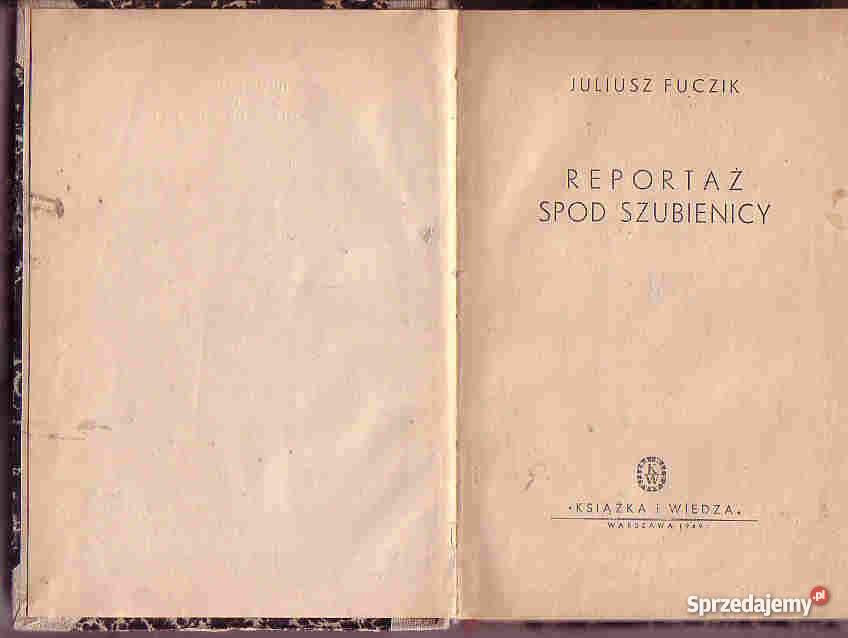 JULIUSZ FUCZIK
REPORTAŻ
SPOD SZUBIENICY
KW
•KSIĄŻKA I WIEDZA•
WARSZAWA 1949
Sprzedajemy.pl